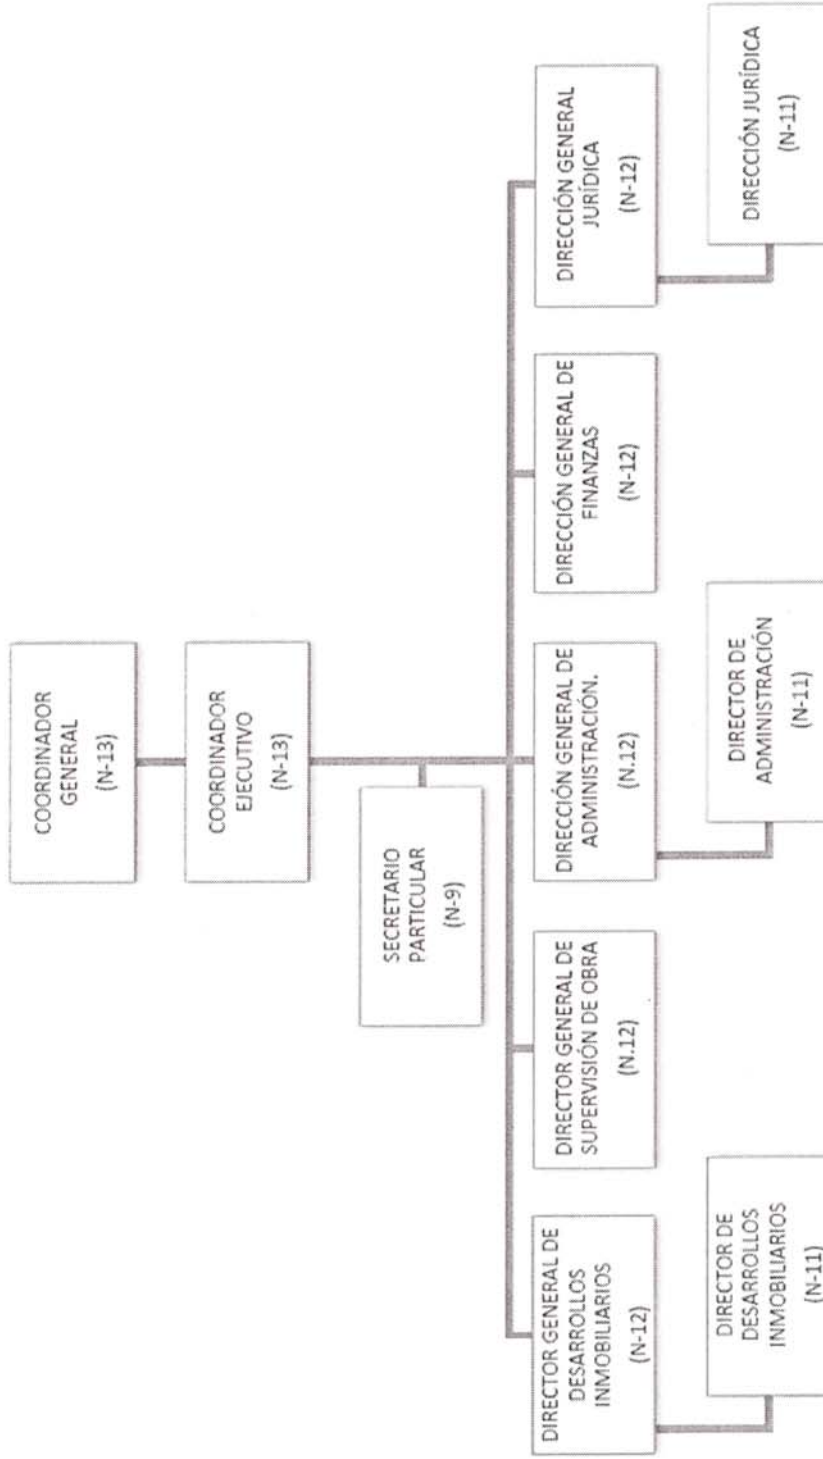 COORDINADOR
GENERAL
(N-13)
COORDINADOR
EJECUTIVO
(N-13)
SECRETARIO
PARTICULAR
(N-9)
DIRECTOR GENERAL DE
DESARROLLOS
INMOBILIARIOS
(N-12)
DIRECTOR GENERAL DE
SUPERVISIÓN DE OBRA
(N.12)
DIRECCIÓN GENERAL DE
ADMINISTRACIÓN.
(N.12)
DIRECCIÓN GENERAL DE
FINANZAS
(N-12)
DIRECCIÓN GENERAL
JURÍDICA
(N-12)
DIRECTOR DE
DESARROLLOS
INMOBILIARIOS
(N-11)
DIRECTOR DE
ADMINISTRACIÓN
(N-11)
DIRECCIÓN JURÍDICA
(N-11)